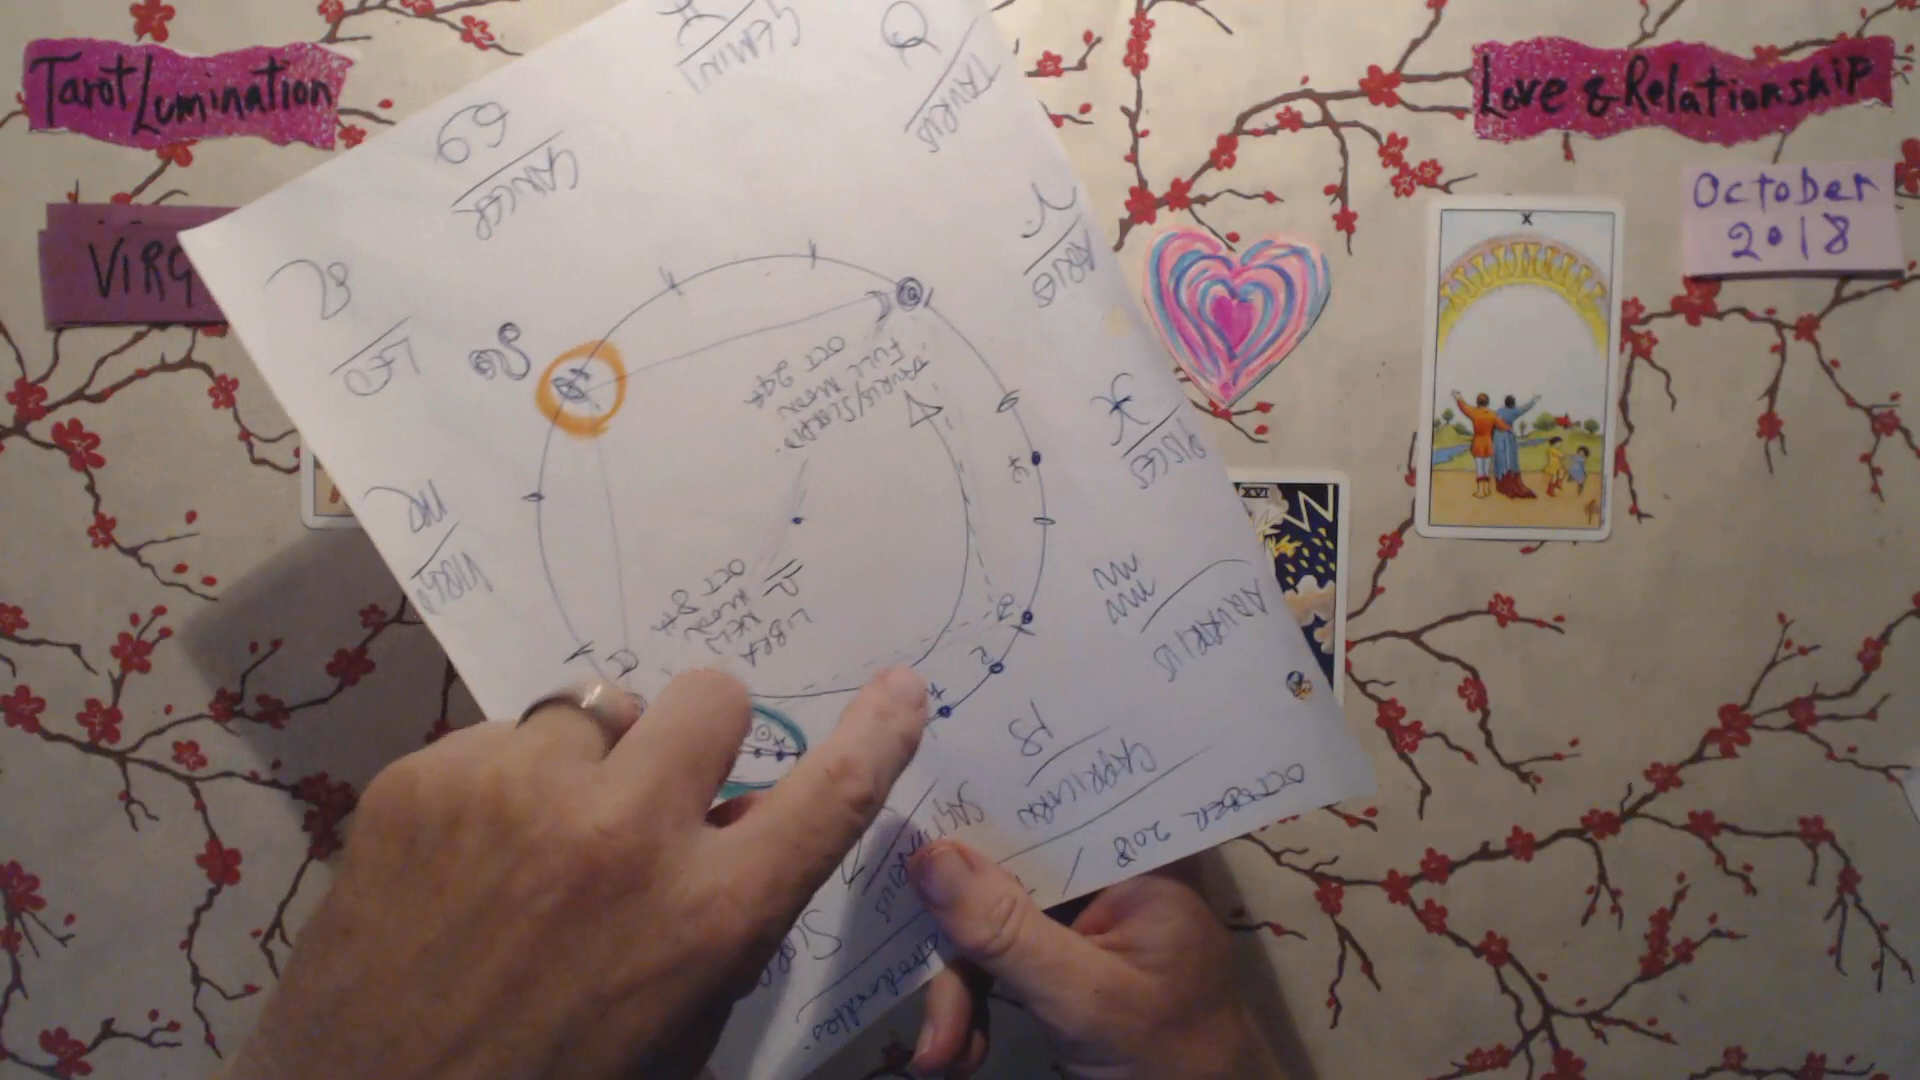 Tarot Lumination
Love & Relationship
October
2018
VIRG
X
XVI
GEMINI
TAURUS
CANCER
ARIES
LEO
PISCES
VIRGO
AQUARIUS
CAPRICORN
SAGITTARIUS
TAURUS/SCORPIO
FULL MOON
OCT 24th
LIBRA
NEW
MOON
OCT 8th
OCTOBER 2018